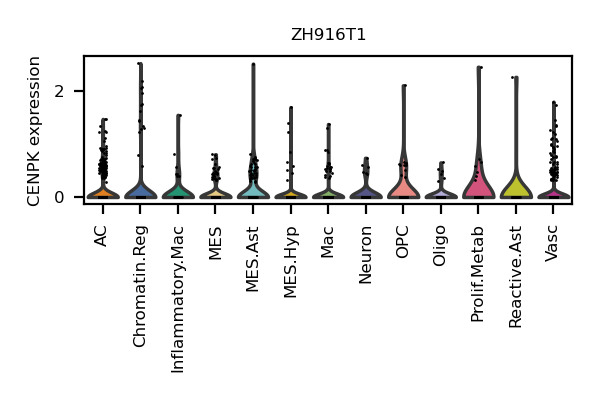 ZH916T1
CENPK expression
2
0
AC
Chromatin.Reg
Inflammatory.Mac
MES
MES.Ast
MES.Hyp
Mac
Neuron
OPC
Oligo
Prolif.Metab
Reactive.Ast
Vasc